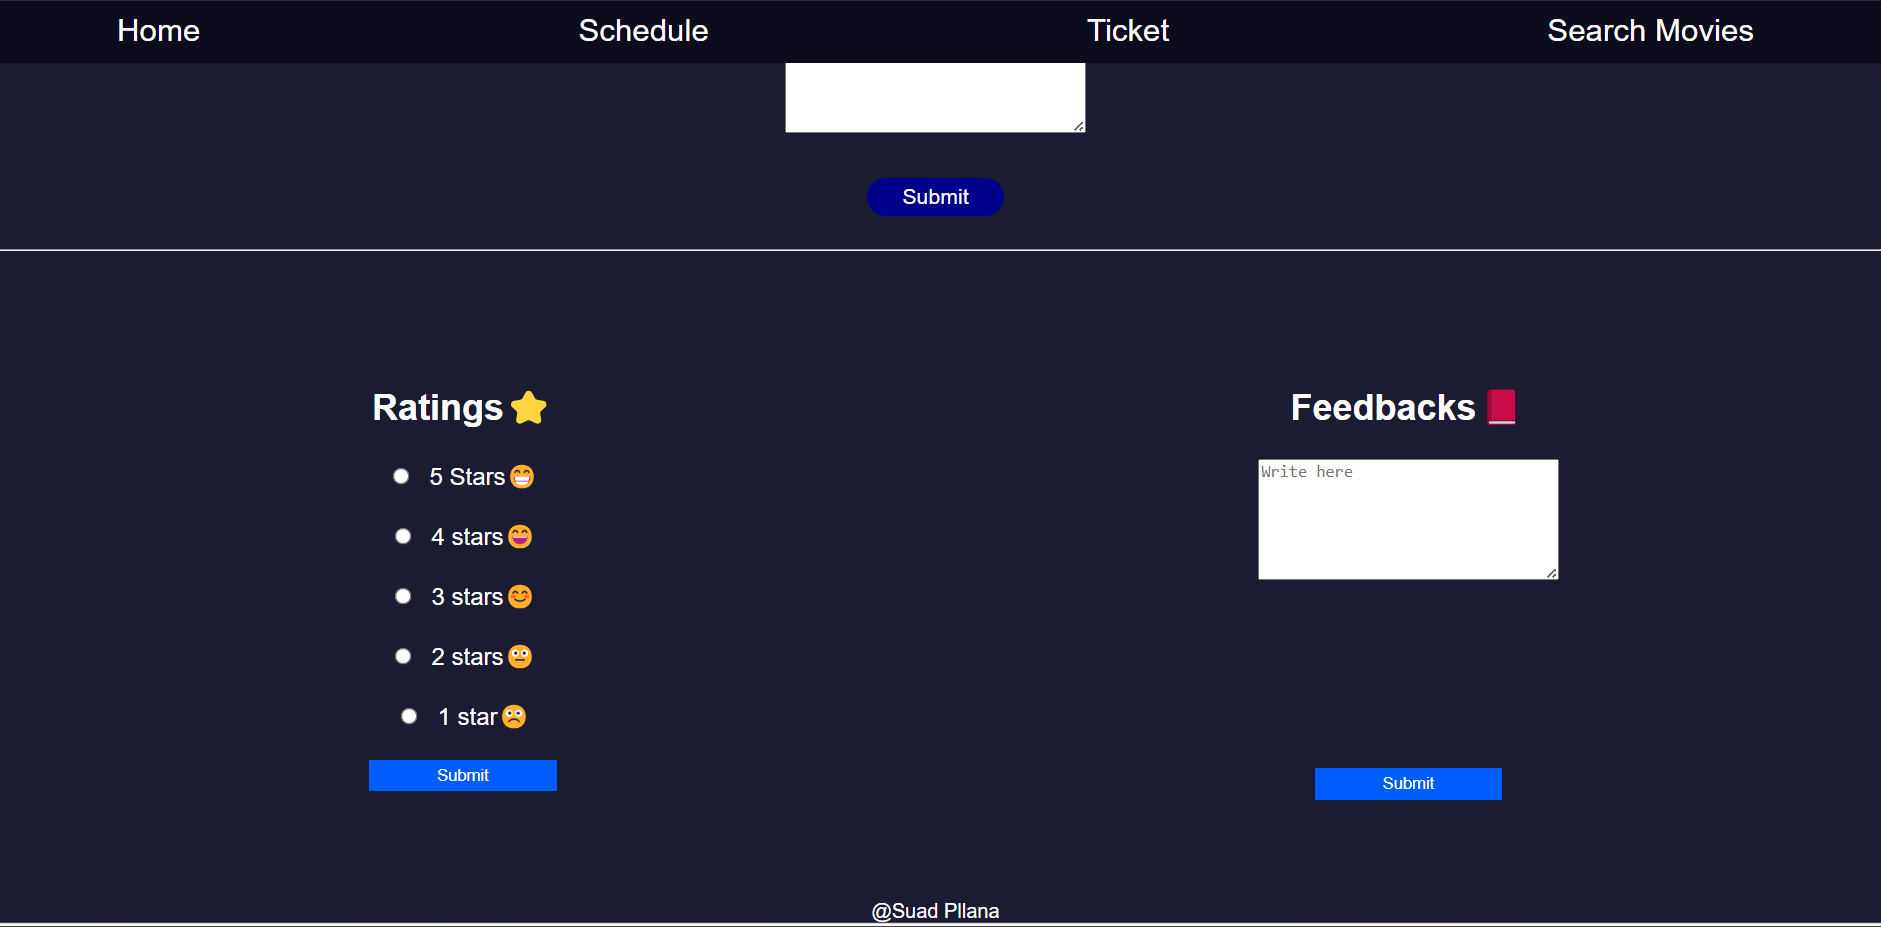 Home Schedule Ticket Search Movies
Submit
Ratings ⭐
5 Stars😁
4 stars😄
3 stars😊
2 stars😐
1 star🙁
Submit
Feedbacks 📕
Write here
Submit
@Suad Pllana